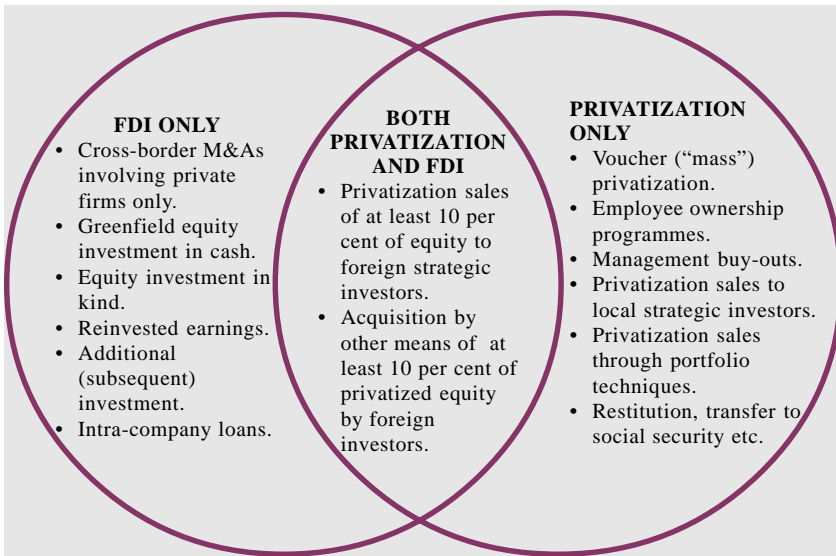 FDI ONLY
• Cross-border M&As
involving private
firms only.
• Greenfield equity
investment in cash.
• Equity investment in
kind.
• Reinvested earnings.
• Additional
(subsequent)
investment.
• Intra-company loans.
BOTH
PRIVATIZATION
AND FDI
• Privatization sales
of at least 10 per
cent of equity to
foreign strategic
investors.
• Acquisition by
other means of at
least 10 per cent of
privatized equity
by foreign
investors.
PRIVATIZATION
ONLY
• Voucher (“mass”)
privatization.
• Employee ownership
programmes.
• Management buy-outs.
• Privatization sales to
local strategic investors.
• Privatization sales
through portfolio
techniques.
• Restitution, transfer to
social security etc.